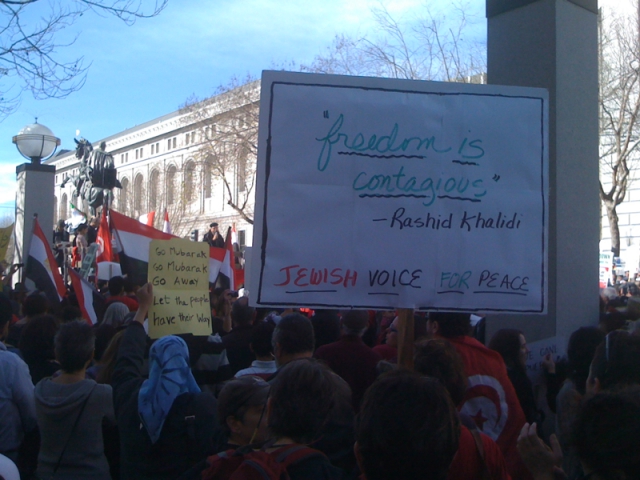 "freedom is
contagious"
- Rashid Khalidi
JEWISH VOICE FOR PEACE
Go Mubarak
Go Mubarak
Go Away
Let the people
have their Way